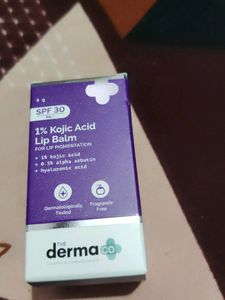 4 g
SPF 30
1% Kojic Acid
Lip Balm
FOR LIP PIGMENTATION
• 1% kojic acid
• 0.5% alpha arbutin
• hyaluronic acid
Dermatologically
Tested
Fragrance
Free
THE
derma co